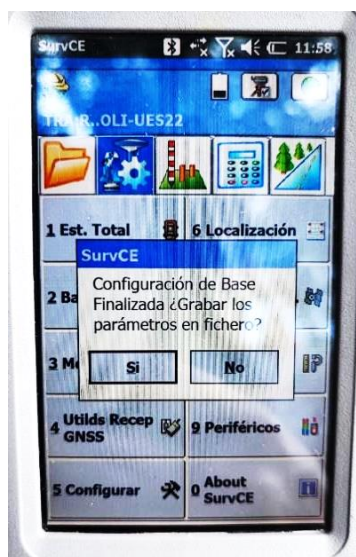 SurvCE 11:58
TRA R..OLI-UES22
1 Est. Total
6 Localización
SurvCE
Configuración de Base
Finalizada ¿Grabar los
parámetros en fichero?
Si
No
2 Ba
3 M
4 Utilds Recep
GNSS
9 Periféricos
5 Configurar
0 About
SurvCE